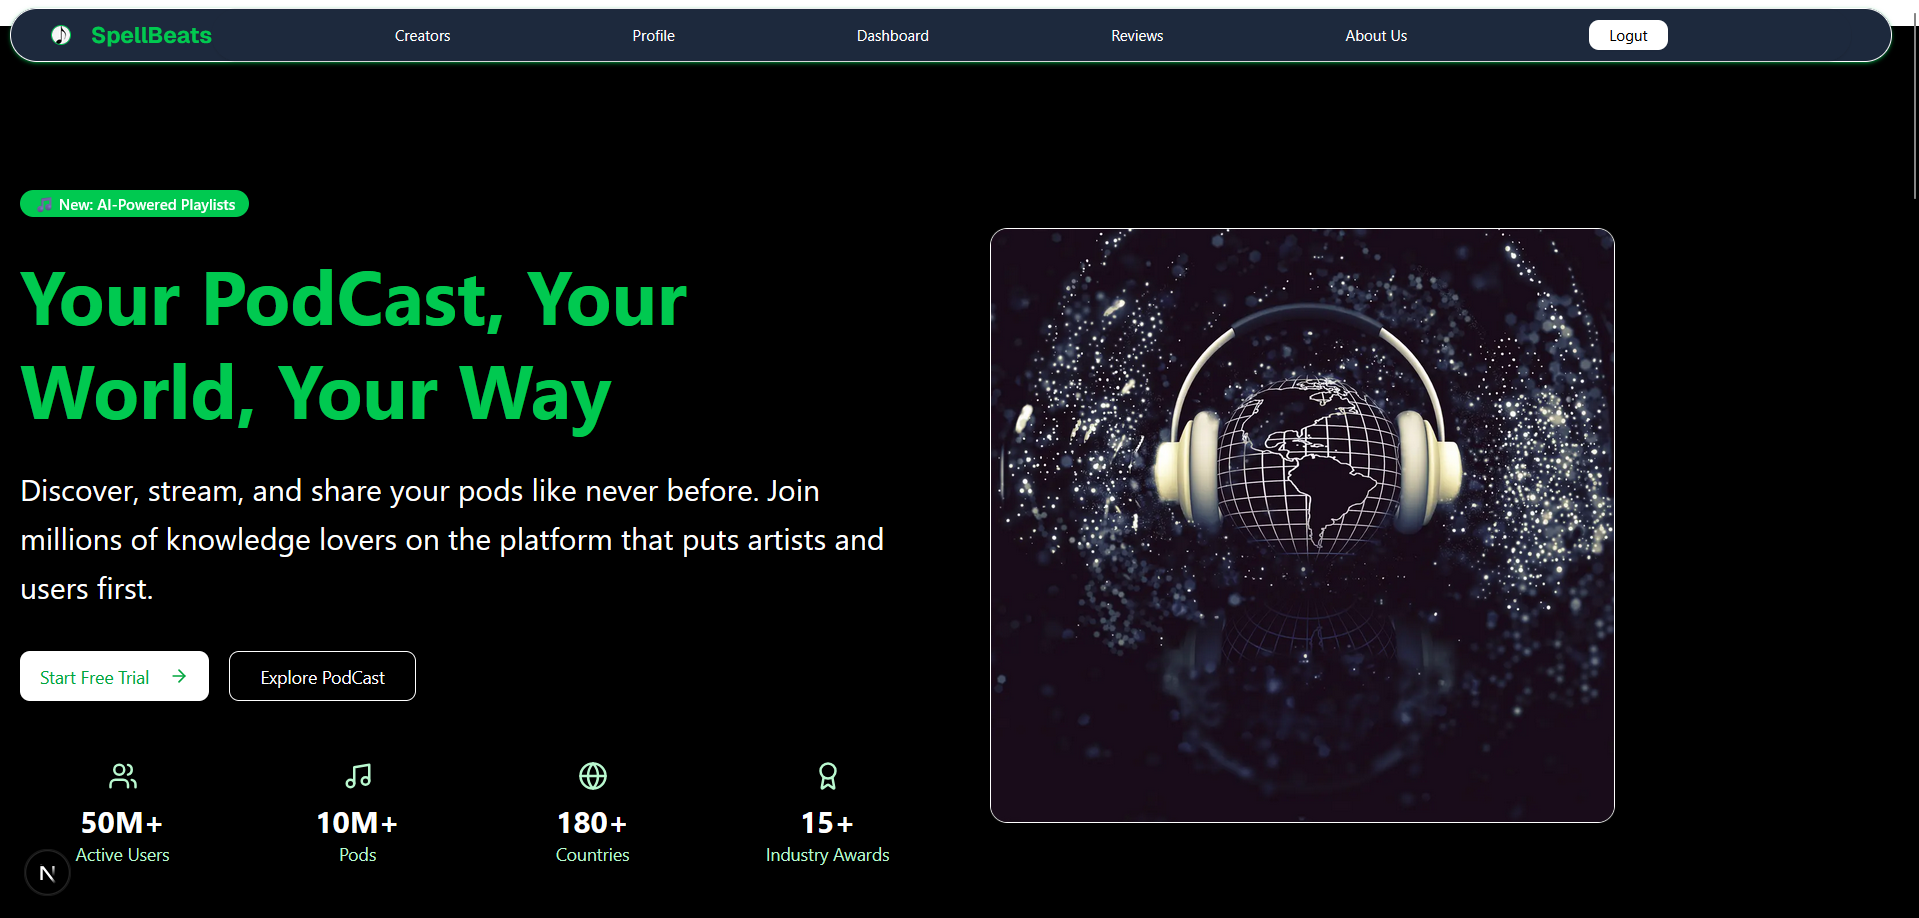 SpellBeats
Creators
Profile
Dashboard
Reviews
About Us
Logut
New: AI-Powered Playlists
Your PodCast, Your
World, Your Way
Discover, stream, and share your pods like never before. Join
millions of knowledge lovers on the platform that puts artists and
users first.
Start Free Trial
Explore PodCast
50M+
Active Users
10M+
Pods
180+
Countries
15+
Industry Awards
N